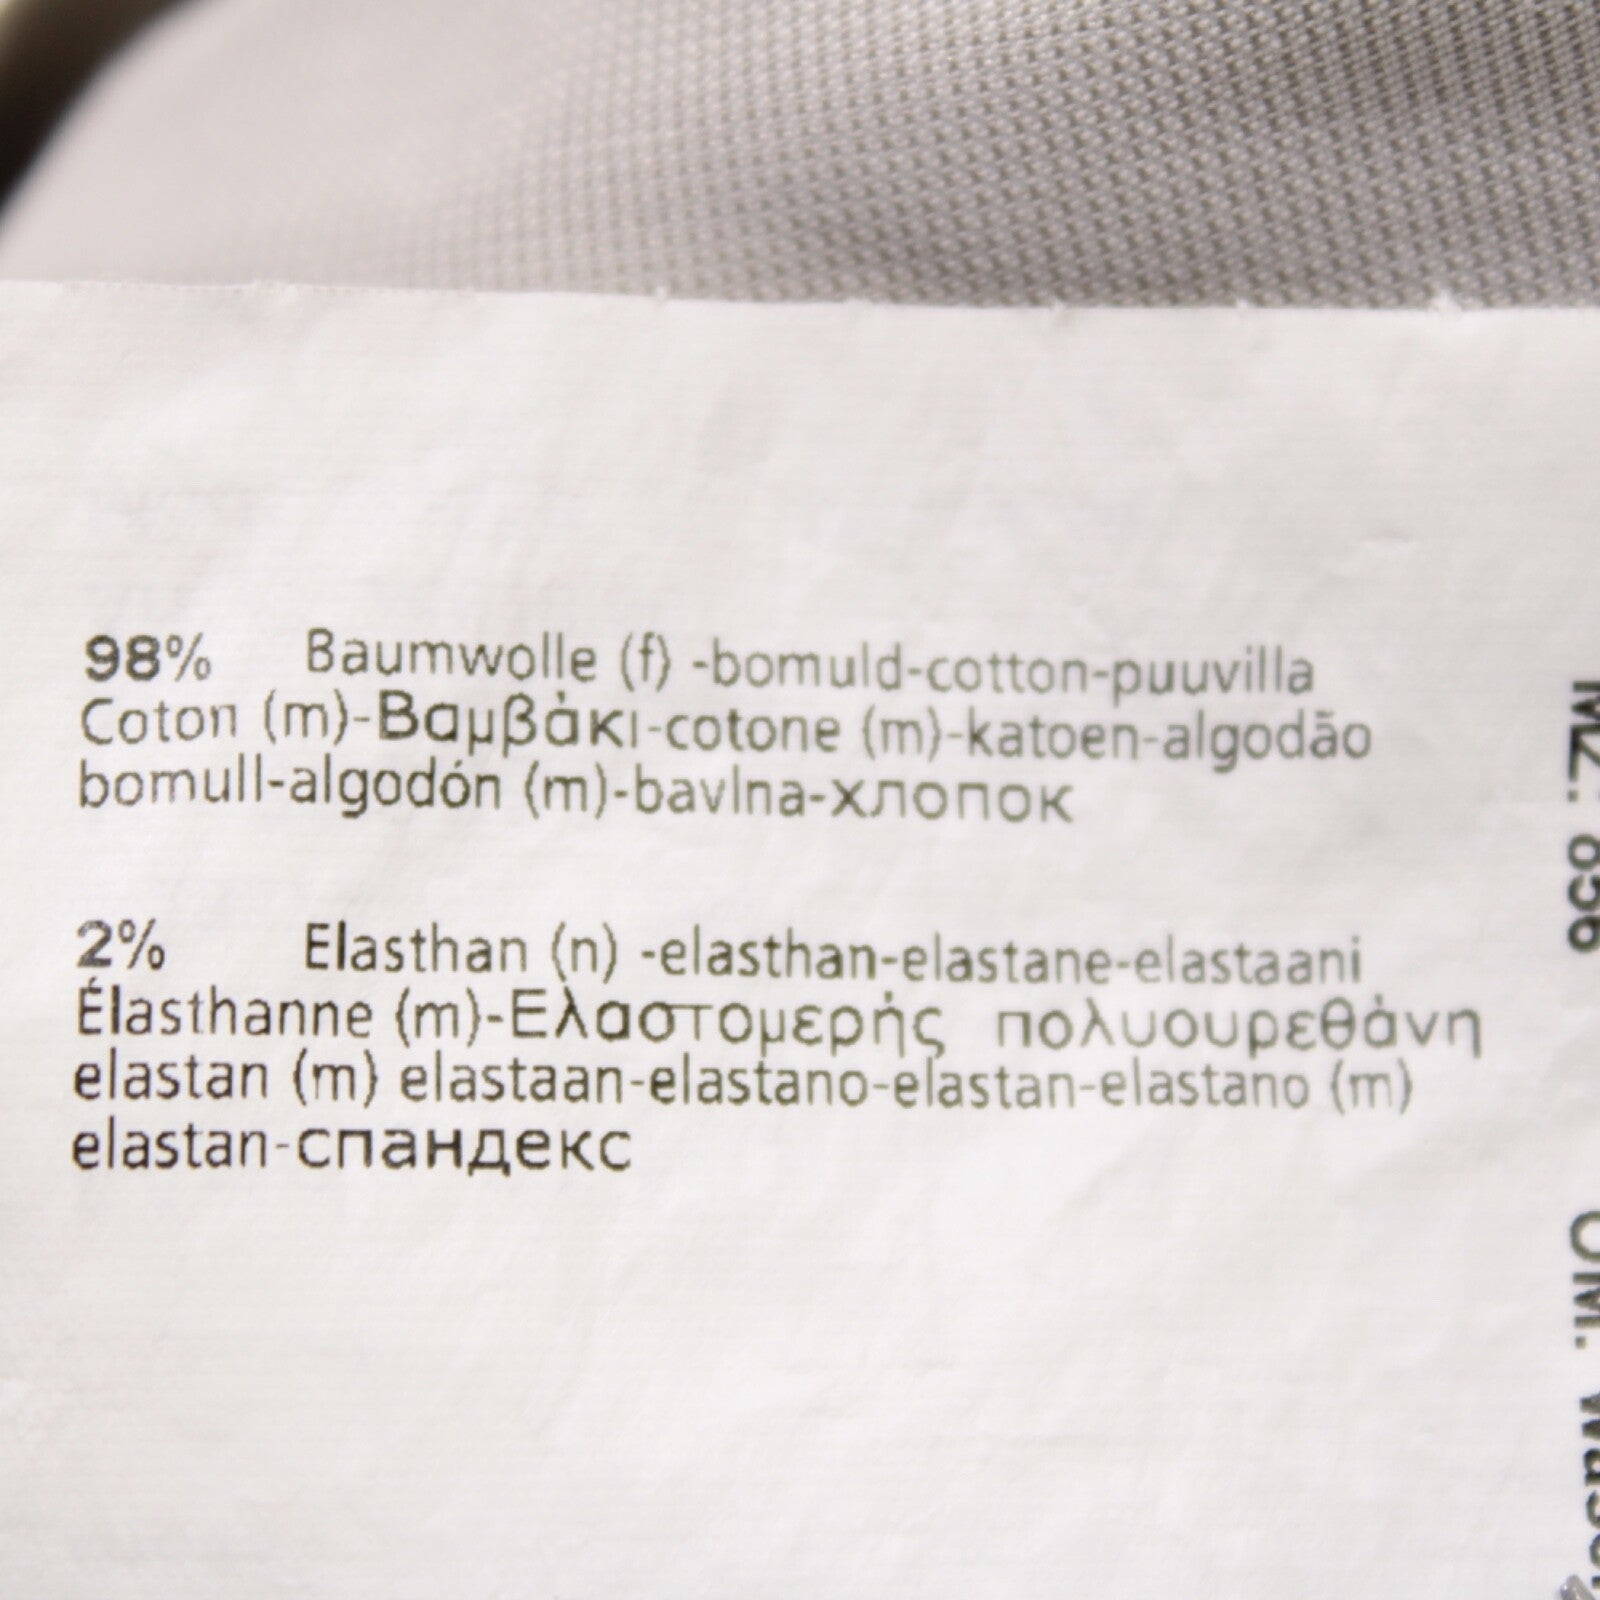 98% Baumwolle (f) -bomuld-cotton-puuvilla
Coton (m)-Βαμβάκι-cotone (m)-katoen-algodão
bomull-algodón (m)-bavlna-хлопок
2% Elasthan (n) -elasthan-elastane-elastaani
Élasthanne (m)-Ελαστομερής πολυουρεθάνη
elastan (m) elastaan-elastano-elastan-elastano (m)
elastan-спандекс